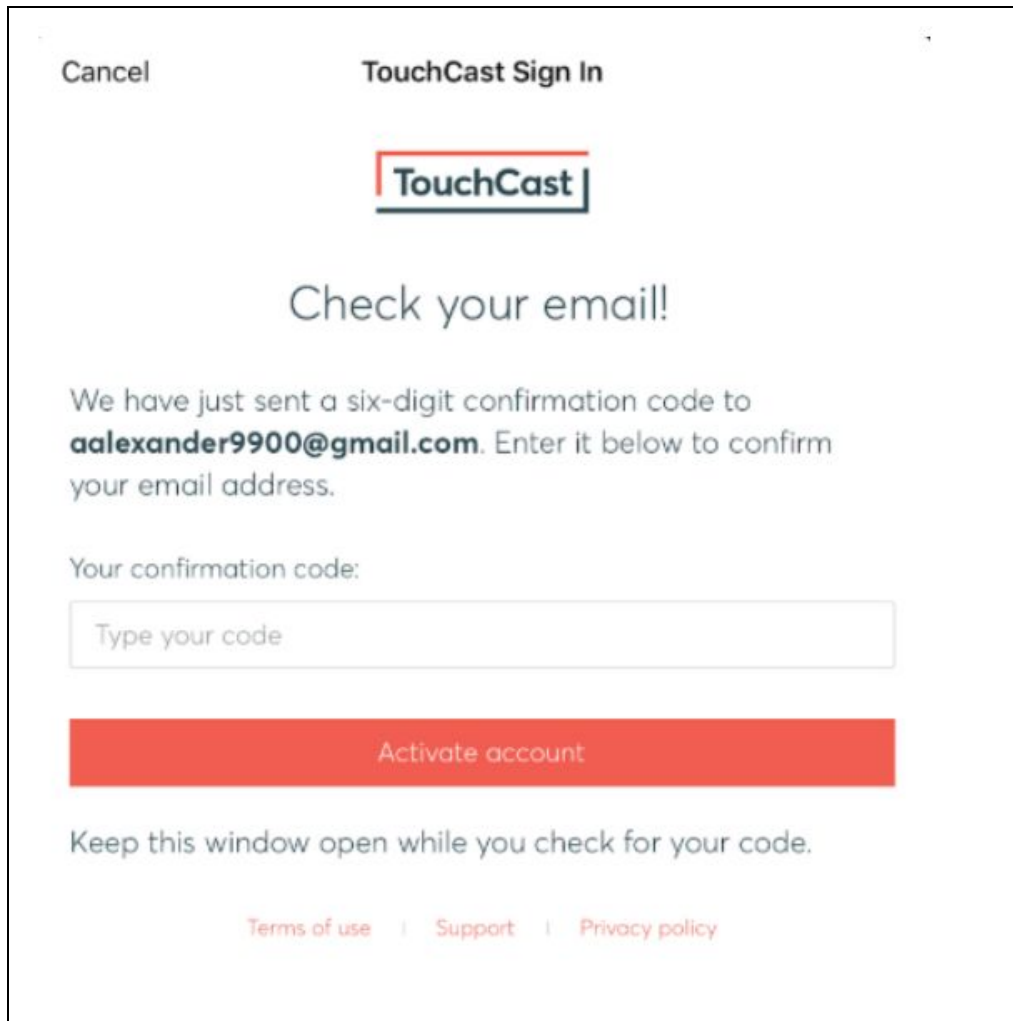 Cancel TouchCast Sign In
TouchCast
Check your email!
We have just sent a six-digit confirmation code to
aalexander9900@gmail.com. Enter it below to confirm
your email address.
Your confirmation code:
Type your code
Activate account
Keep this window open while you check for your code.
Terms of use | Support | Privacy policy